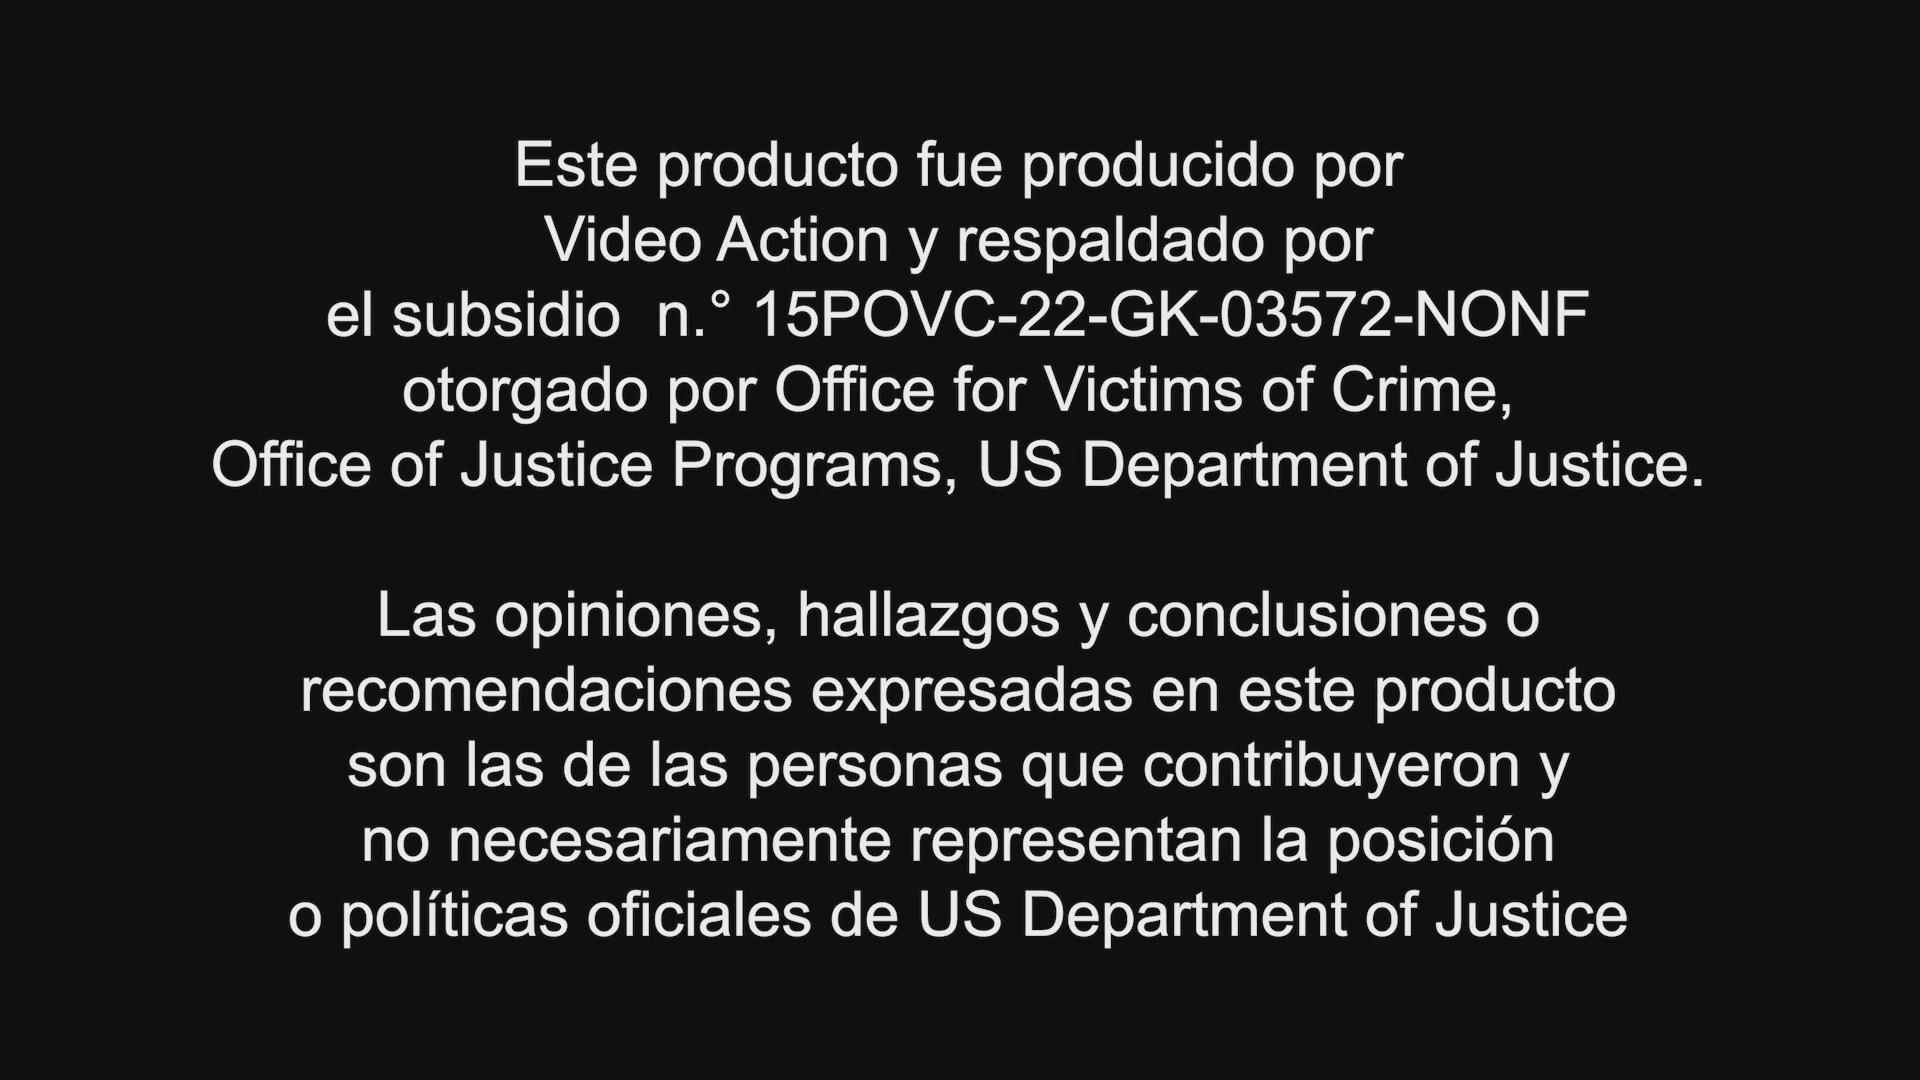 Este producto fue producido por
Video Action y respaldado por
el subsidio  n.° 15POVC-22-GK-03572-NONF
otorgado por Office for Victims of Crime,
Office of Justice Programs, US Department of Justice.
Las opiniones, hallazgos y conclusiones o
recomendaciones expresadas en este producto
son las de las personas que contribuyeron y
no necesariamente representan la posición
o políticas oficiales de US Department of Justice